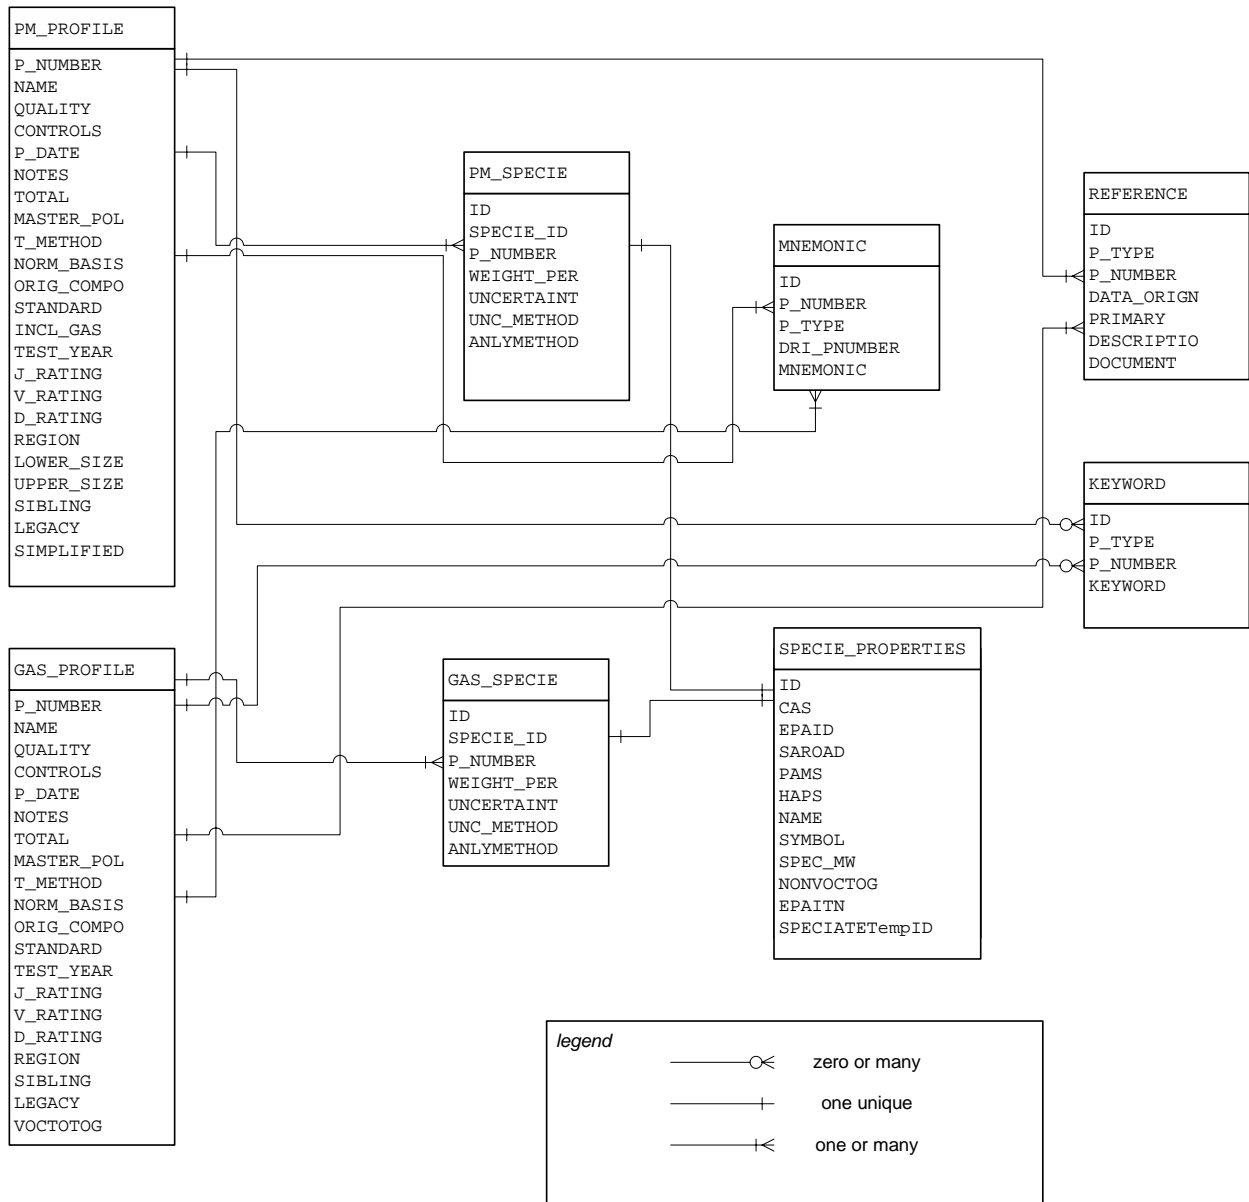 PM_PROFILE
P_NUMBER
NAME
QUALITY
CONTROLS
P_DATE
NOTES
TOTAL
MASTER_POL
T_METHOD
NORM_BASIS
ORIG_COMPO
STANDARD
INCL_GAS
TEST_YEAR
J_RATING
V_RATING
D_RATING
REGION
LOWER_SIZE
UPPER_SIZE
SIBLING
LEGACY
SIMPLIFIED
PM_SPECIE
ID
SPECIE_ID
P_NUMBER
WEIGHT_PER
UNCERTAINT
UNC_METHOD
ANLYMETHOD
MNEMONIC
ID
P_NUMBER
P_TYPE
DRI_PNUMBER
MNEMONIC
REFERENCE
ID
P_TYPE
P_NUMBER
DATA_ORIGN
PRIMARY
DESCRIPTIO
DOCUMENT
KEYWORD
ID
P_TYPE
P_NUMBER
KEYWORD
GAS_PROFILE
P_NUMBER
NAME
QUALITY
CONTROLS
P_DATE
NOTES
TOTAL
MASTER_POL
T_METHOD
NORM_BASIS
ORIG_COMPO
STANDARD
TEST_YEAR
J_RATING
V_RATING
D_RATING
REGION
SIBLING
LEGACY
VOCTOTOG
GAS_SPECIE
ID
SPECIE_ID
P_NUMBER
WEIGHT_PER
UNCERTAINT
UNC_METHOD
ANLYMETHOD
SPECIE_PROPERTIES
ID
CAS
EPAID
SAROAD
PAMS
HAPS
NAME
SYMBOL
SPEC_MW
NONVOCTOG
EPAITN
SPECIATETempID
legend
zero or many
one unique
one or many